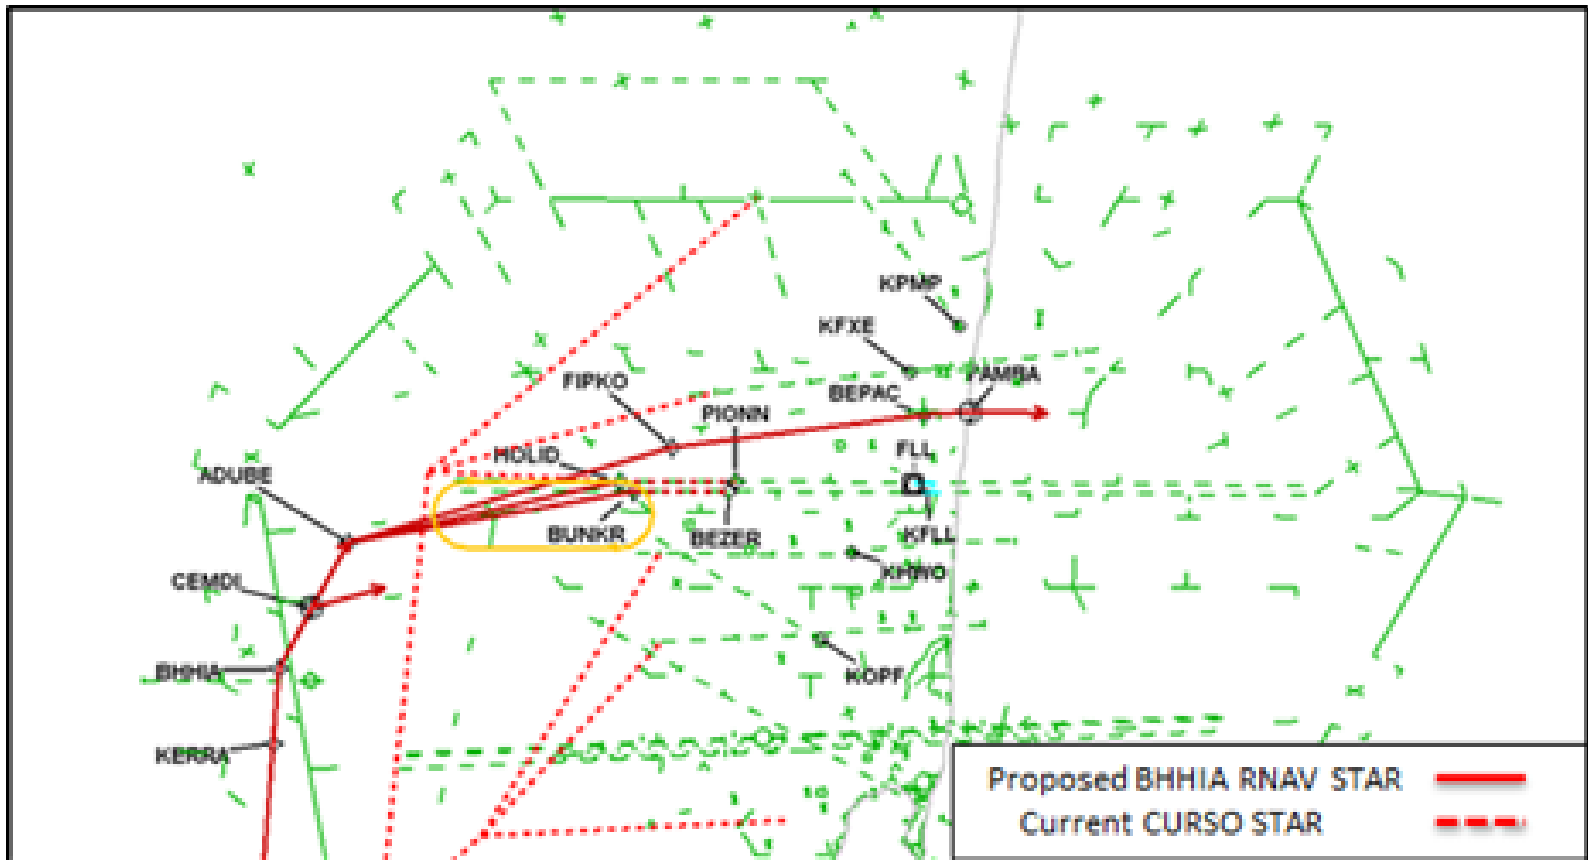 KPMP
KFXE
PAMBA
FIPKO
BEPAC
PIONN
HOLID
FLL
ADUBE
BUNKR
BEZER
KFLL
CEMDI
KHWO
BHHIA
KOPF
KERRA
Proposed BHHIA RNAV STAR
Current CURSO STAR